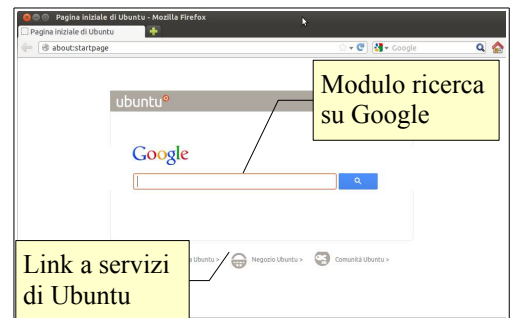 Pagina iniziale di Ubuntu - Mozilla Firefox
Pagina iniziale di Ubuntu
about:startpage
Google
Modulo ricerca
su Google
ubuntu
Google
Link a servizi
di Ubuntu
Ubuntu >
Negozio Ubuntu >
Comunità Ubuntu >